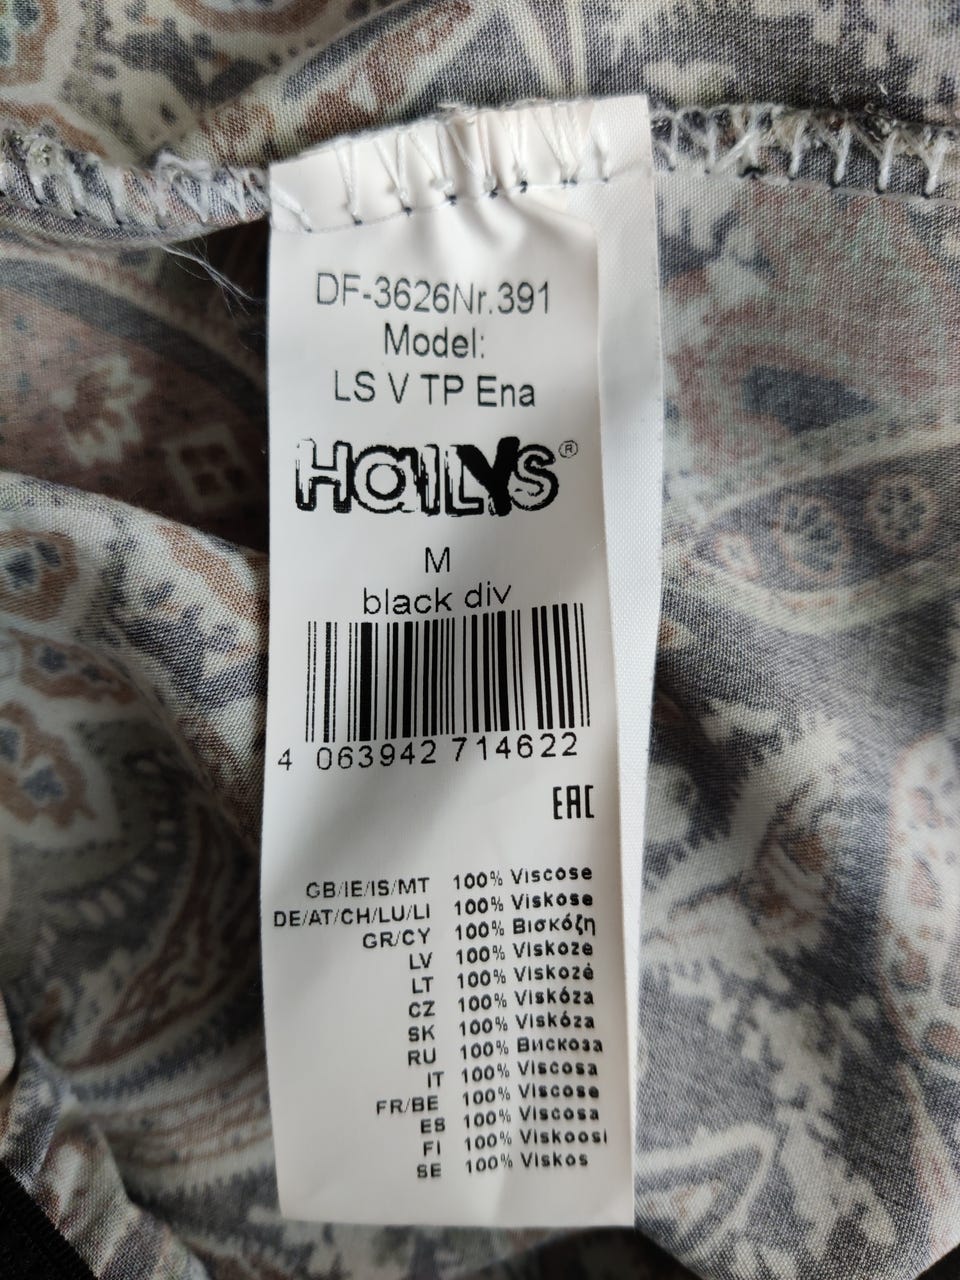 DF-3626Nr.391
Model:
LS V TP Ena
HAILYS®
M
black div
4 063942 714622
EAC
GB/IE/IS/MT 100% Viscose
DE/AT/CH/LU/LI 100% Viskose
GR/CY 100% Βισκόζη
LV 100% Viskoze
LT 100% Viskozė
CZ 100% Viskóza
SK 100% Viskóza
RU 100% Вискоза
IT 100% Viscosa
FR/BE 100% Viscose
ES 100% Viscosa
FI 100% Viskoosi
SE 100% Viskos